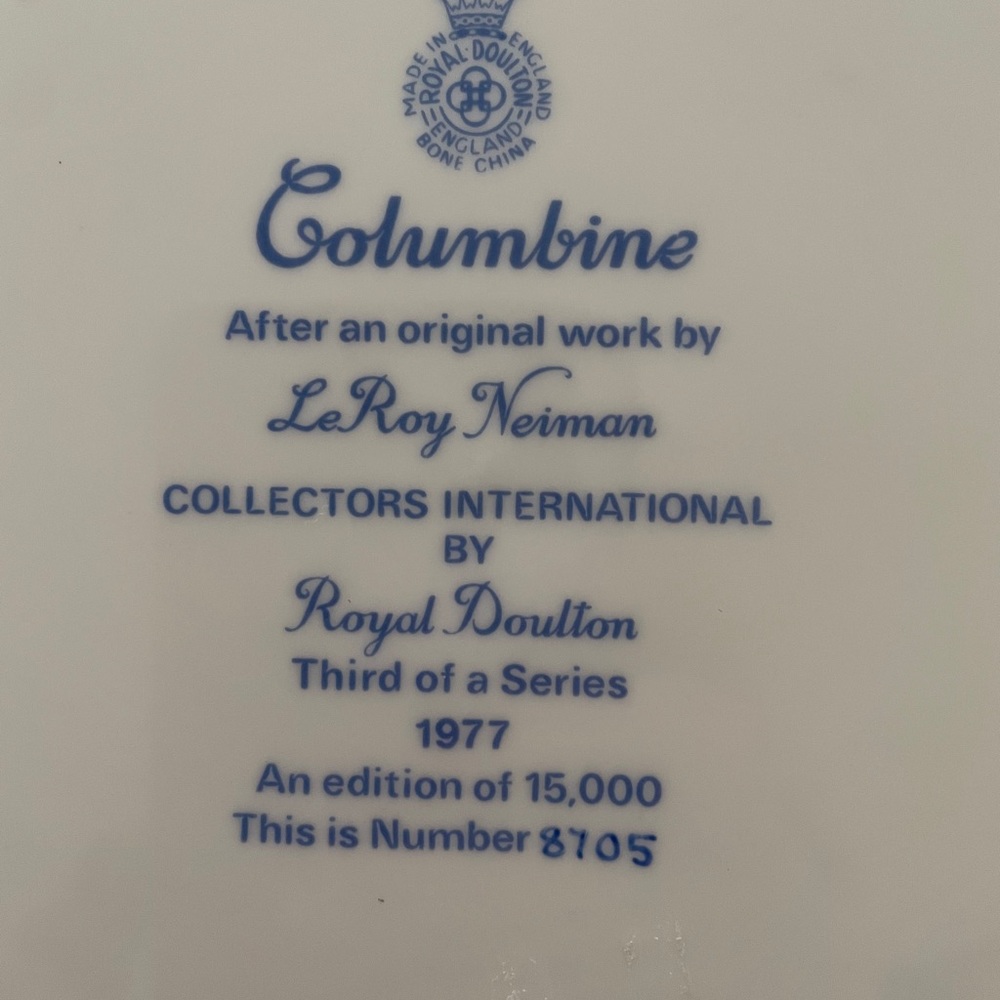 MADE IN ENGLAND
ROYAL·DOULTON
ENGLAND
BONE CHINA
Columbine
After an original work by
LeRoy Neiman
COLLECTORS INTERNATIONAL
BY
Royal Doulton
Third of a Series
1977
An edition of 15,000
This is Number 8705